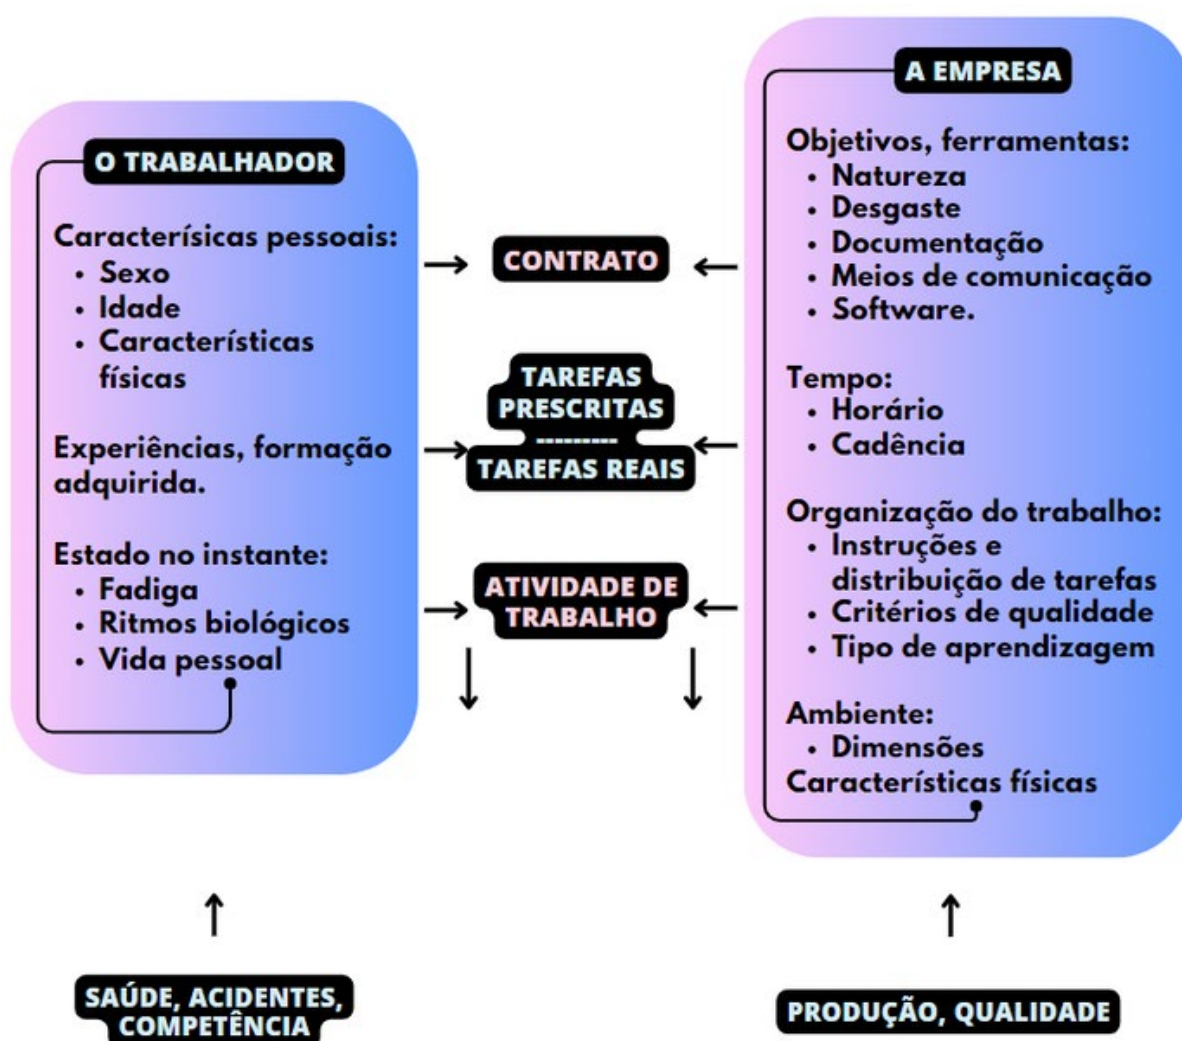 O TRABALHADOR
Caracterísicas pessoais:
• Sexo
• Idade
• Características
físicas
Experiências, formação
adquirida.
Estado no instante:
• Fadiga
• Ritmos biológicos
• Vida pessoal
CONTRATO
TAREFAS
PRESCRITAS
---------
TAREFAS REAIS
ATIVIDADE DE
TRABALHO
A EMPRESA
Objetivos, ferramentas:
• Natureza
• Desgaste
• Documentação
• Meios de comunicação
• Software.
Tempo:
• Horário
• Cadência
Organização do trabalho:
• Instruções e
distribuição de tarefas
• Critérios de qualidade
• Tipo de aprendizagem
Ambiente:
• Dimensões
Características físicas
SAÚDE, ACIDENTES,
COMPETÊNCIA
PRODUÇÃO, QUALIDADE